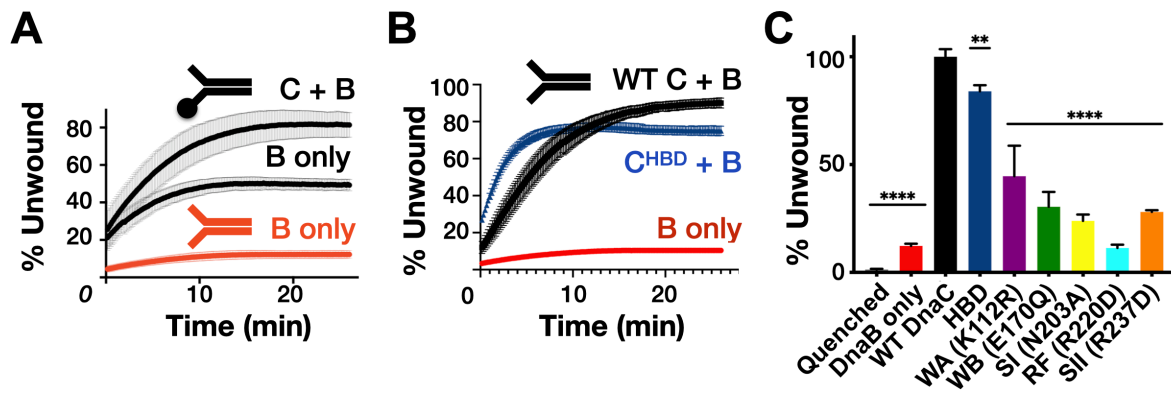 A
% Unwound
80
60
40
20
0
10
20
Time (min)
C + B
B only
B only
B
% Unwound
100
80
60
40
20
0
10
20
Time (min)
WT C + B
Cᴴᴮᴰ + B
B only
C
% Unwound
100
50
0
****
**
****
Quenched
DnaB only
WT DnaC
HBD
WA (K112R)
WB (E170Q)
SI (N203A)
RF (R220D)
SII (R237D)